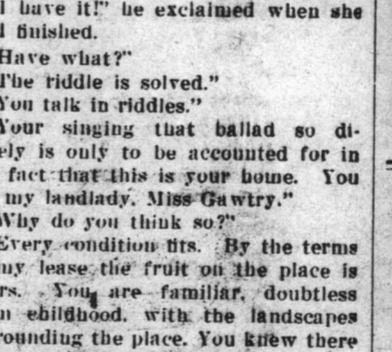 I have it!" he exclaimed when she
finished.
Have what?"
The riddle is solved."
You talk in riddles."
Your singing that ballad so di-
ely is only to be accounted for in
fact that this is your home. You
my landlady. Miss Gawtry."
Why do you think so?"
Every condition fits. By the terms
my lease the fruit on the place is
rs. You are familiar, doubtless
n childhood, with the landscapes
rounding the place. You knew there